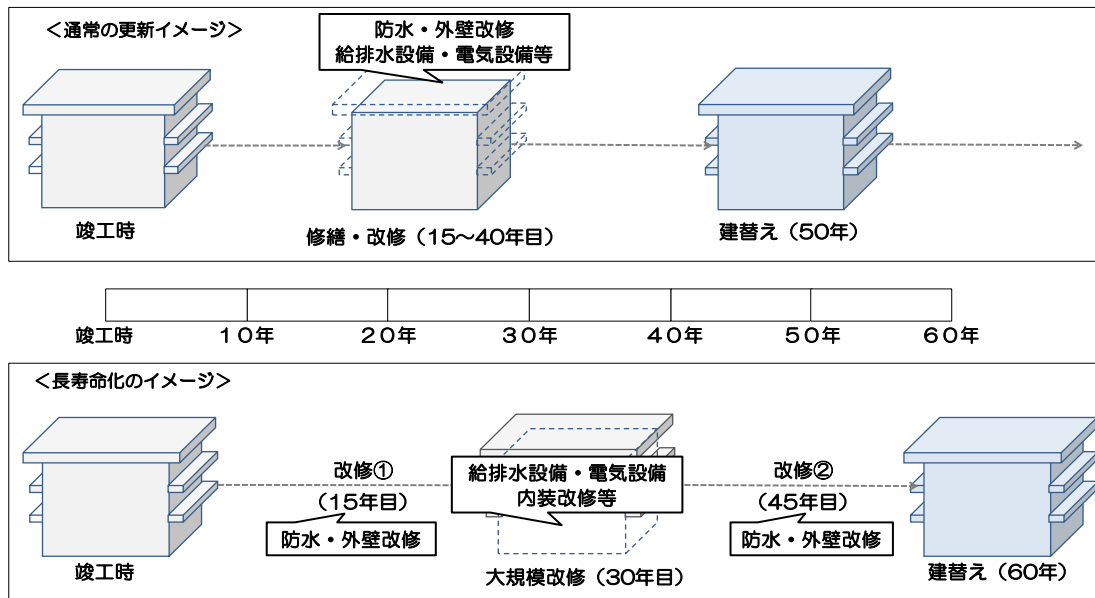 ＜通常の更新イメージ＞
防水・外壁改修
給排水設備・電気設備等
竣工時
修繕・改修（１５～４０年目）
建替え（５０年）
竣工時
１０年
２０年
３０年
４０年
５０年
６０年
＜長寿命化のイメージ＞
改修①
（１５年目）
防水・外壁改修
給排水設備・電気設備
内装改修等
改修②
（４５年目）
防水・外壁改修
竣工時
大規模改修（３０年目）
建替え（６０年）